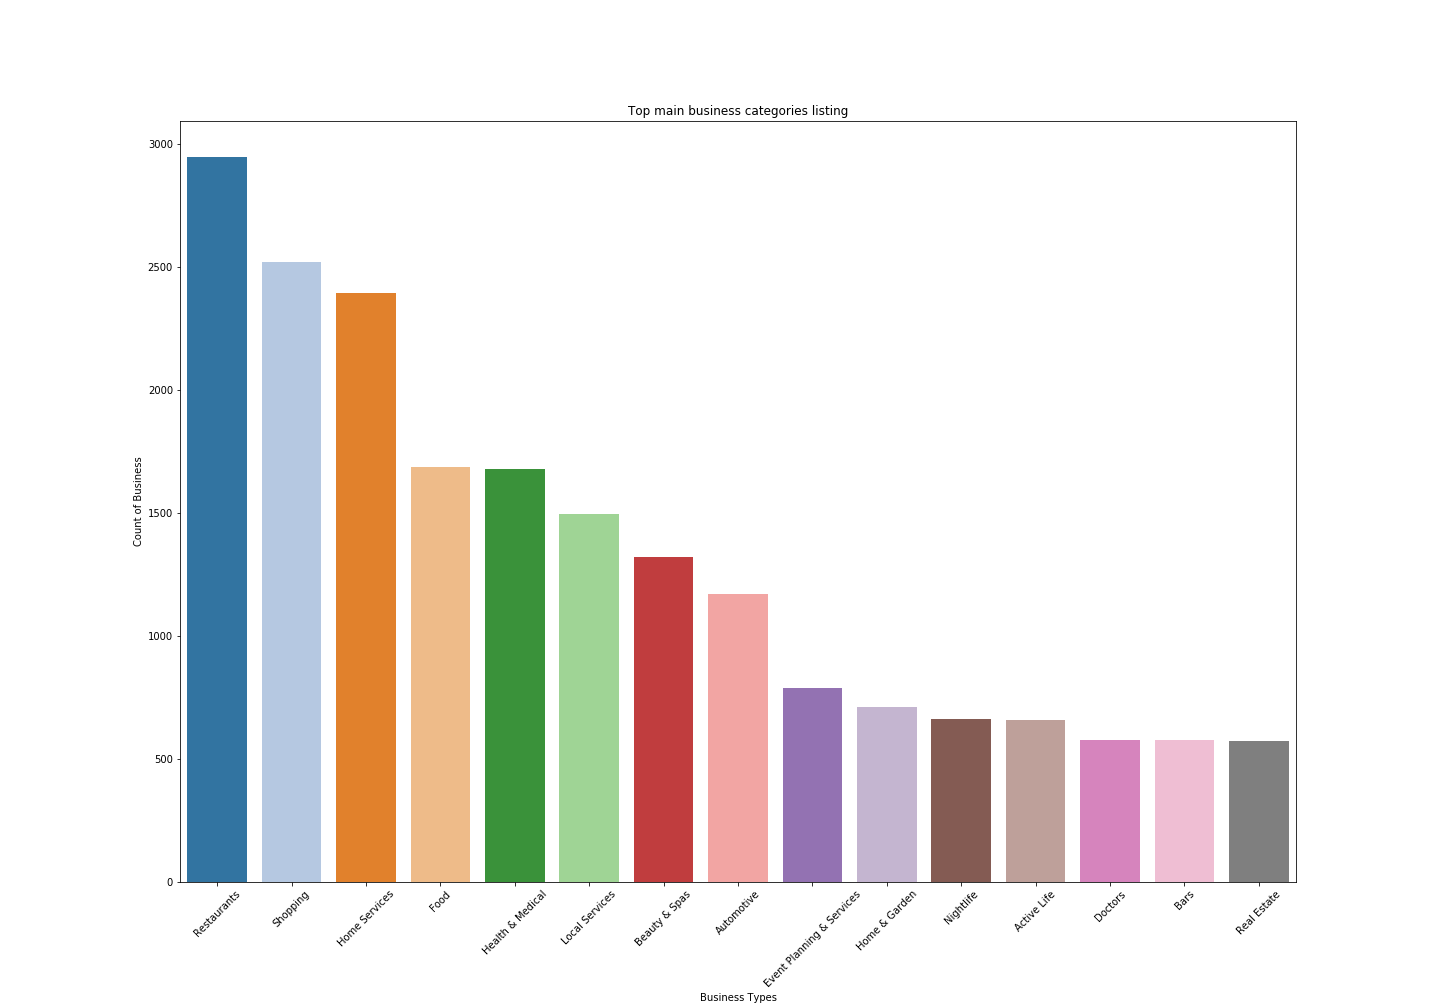 Top main business categories listing
3000
2500
2000
1500
1000
500
0
Count of Business
Restaurants
Shopping
Home Services
Food
Health & Medical
Local Services
Beauty & Spas
Automotive
Event Planning & Services
Home & Garden
Nightlife
Active Life
Doctors
Bars
Real Estate
Business Types